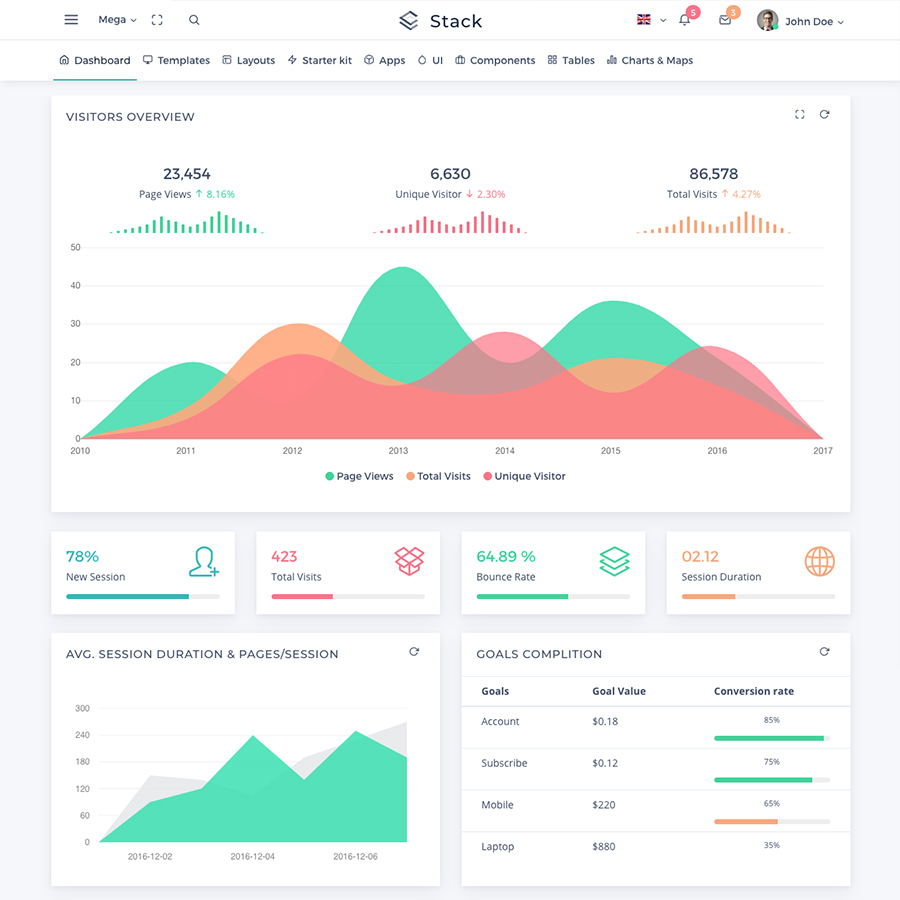 Mega Stack 5 3 John Doe
Dashboard Templates Layouts Starter kit Apps UI Components Tables Charts & Maps
VISITORS OVERVIEW
23,454 6,630 86,578
Page Views ↑ 8.16% Unique Visitor ↓ 2.30% Total Visits ↑ 4.27%
50
40
30
20
10
0
2010 2011 2012 2013 2014 2015 2016 2017
Page Views Total Visits Unique Visitor
78% 423 64.89 % 02.12
New Session Total Visits Bounce Rate Session Duration
AVG. SESSION DURATION & PAGES/SESSION
300
240
180
120
60
0
2016-12-02 2016-12-04 2016-12-06
GOALS COMPLITION
Goals Goal Value Conversion rate
Account $0.18 85%
Subscribe $0.12 75%
Mobile $220 65%
Laptop $880 35%